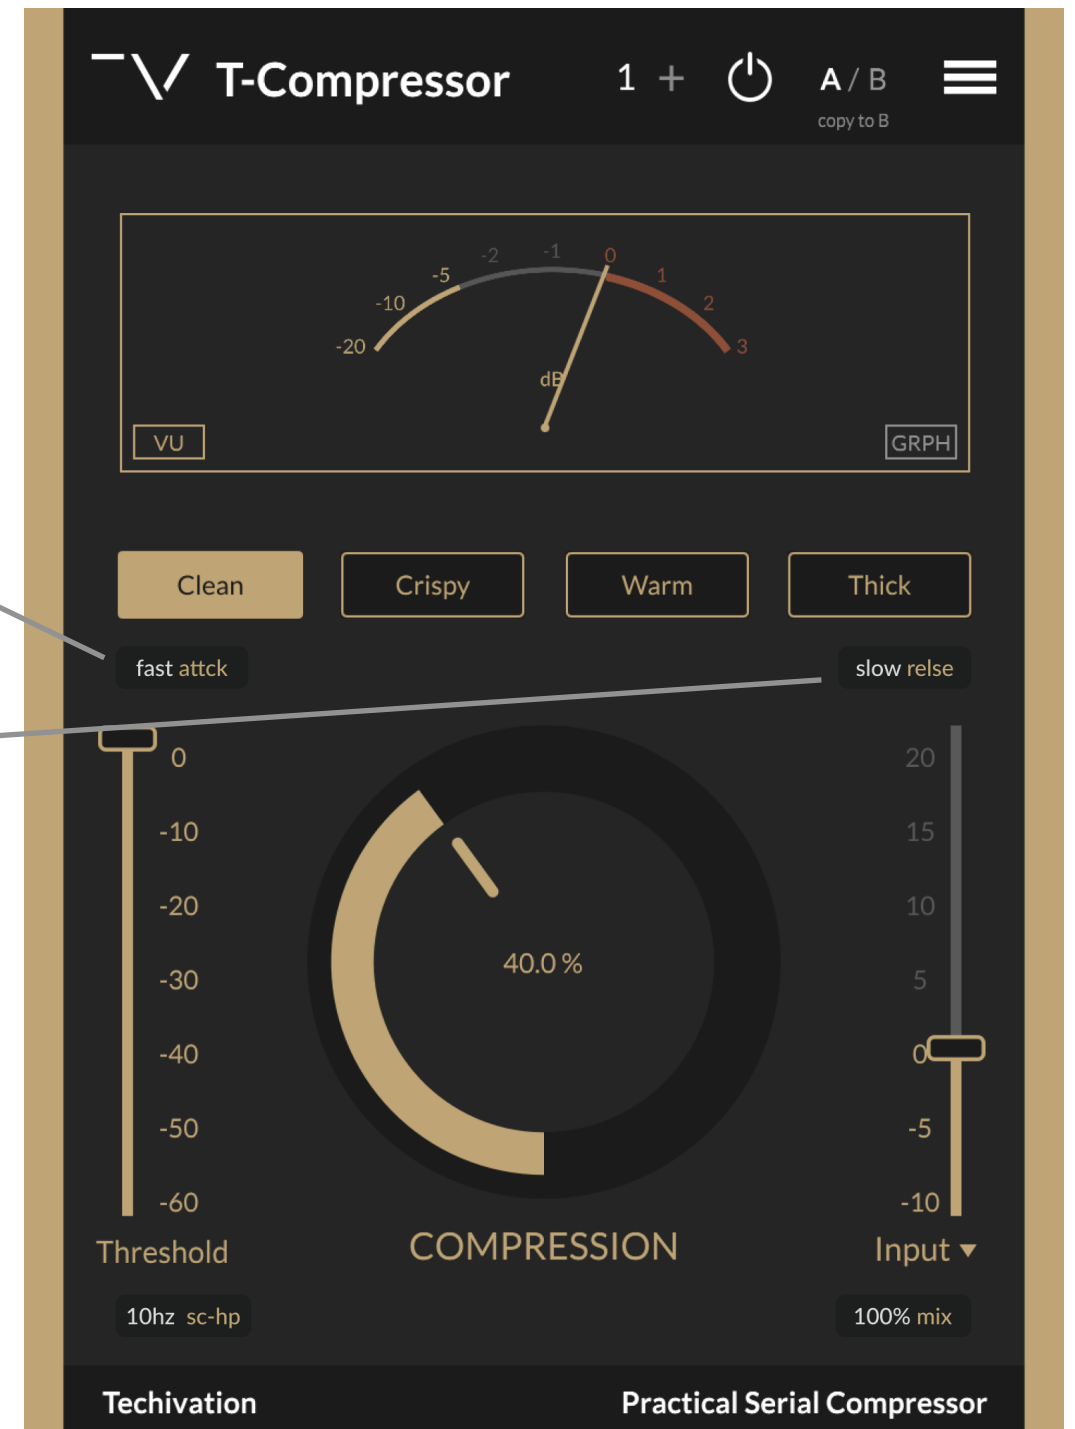 T-Compressor 1 + A / B
copy to B
-20 -10 -5 -2 -1 0 1 2 3
dB
VU GRPH
Clean Crispy Warm Thick
fast attck slow relse
0 20
-10 15
-20 10
-30 5
40.0 %
-40 0
-50 -5
-60 -10
Threshold COMPRESSION Input
10hz sc-hp 100% mix
Techivation Practical Serial Compressor